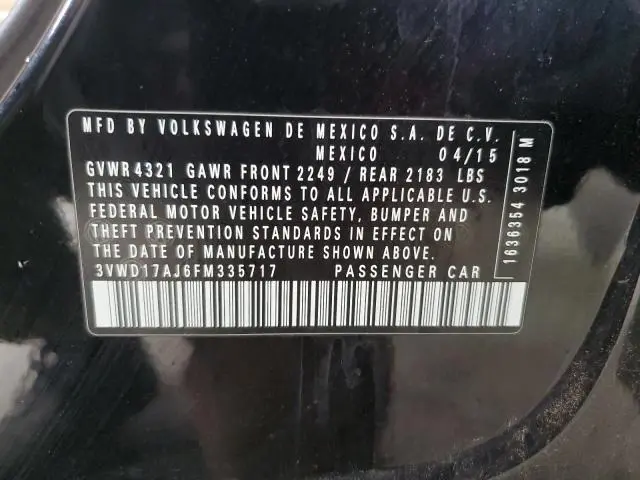 MFD BY VOLKSWAGEN DE MEXICO S.A. DE C.V.
MEXICO 04/15
GVWR 4321 GAWR FRONT 2249 / REAR 2183 LBS
THIS VEHICLE CONFORMS TO ALL APPLICABLE U.S.
FEDERAL MOTOR VEHICLE SAFETY, BUMPER AND
THEFT PREVENTION STANDARDS IN EFFECT ON
THE DATE OF MANUFACTURE SHOWN ABOVE.
3VWD17AJ6FM335717 PASSENGER CAR
1636354 3018 M